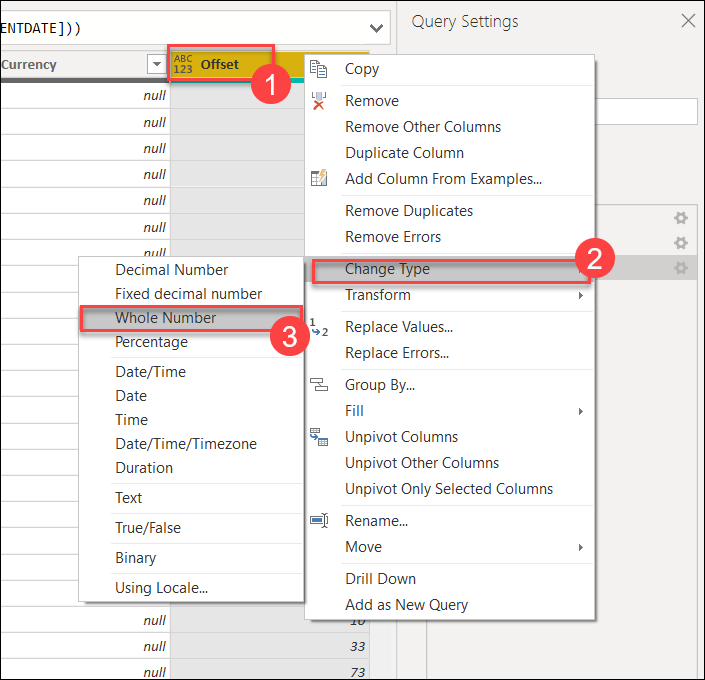 ENTDATE]))
Query Settings
Currency
ABC
123
Offset
1
null
null
null
null
null
null
null
Copy
Remove
Remove Other Columns
Duplicate Column
Add Column From Examples...
Remove Duplicates
Remove Errors
Change Type
2
Transform
Replace Values...
1
2
Replace Errors...
Group By...
Fill
Unpivot Columns
Unpivot Other Columns
Unpivot Only Selected Columns
Rename...
Move
Drill Down
Add as New Query
Decimal Number
Fixed decimal number
Whole Number
3
Percentage
Date/Time
Date
Time
Date/Time/Timezone
Duration
Text
True/False
Binary
Using Locale...
null 10
null 33
null 73